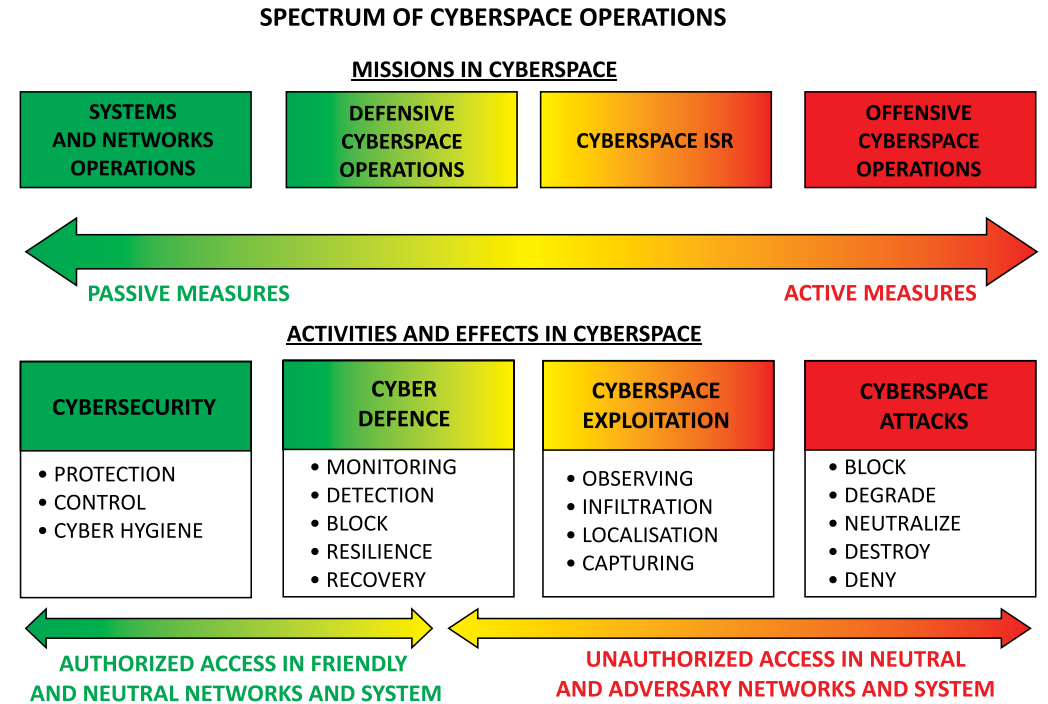 SPECTRUM OF CYBERSPACE OPERATIONS
MISSIONS IN CYBERSPACE
SYSTEMS
AND NETWORKS
OPERATIONS
DEFENSIVE
CYBERSPACE
OPERATIONS
CYBERSPACE ISR
OFFENSIVE
CYBERSPACE
OPERATIONS
PASSIVE MEASURES
ACTIVE MEASURES
ACTIVITIES AND EFFECTS IN CYBERSPACE
CYBERSECURITY
• PROTECTION
• CONTROL
• CYBER HYGIENE
CYBER
DEFENCE
• MONITORING
• DETECTION
• BLOCK
• RESILIENCE
• RECOVERY
CYBERSPACE
EXPLOITATION
• OBSERVING
• INFILTRATION
• LOCALISATION
• CAPTURING
CYBERSPACE
ATTACKS
• BLOCK
• DEGRADE
• NEUTRALIZE
• DESTROY
• DENY
AUTHORIZED ACCESS IN FRIENDLY
AND NEUTRAL NETWORKS AND SYSTEM
UNAUTHORIZED ACCESS IN NEUTRAL
AND ADVERSARY NETWORKS AND SYSTEM